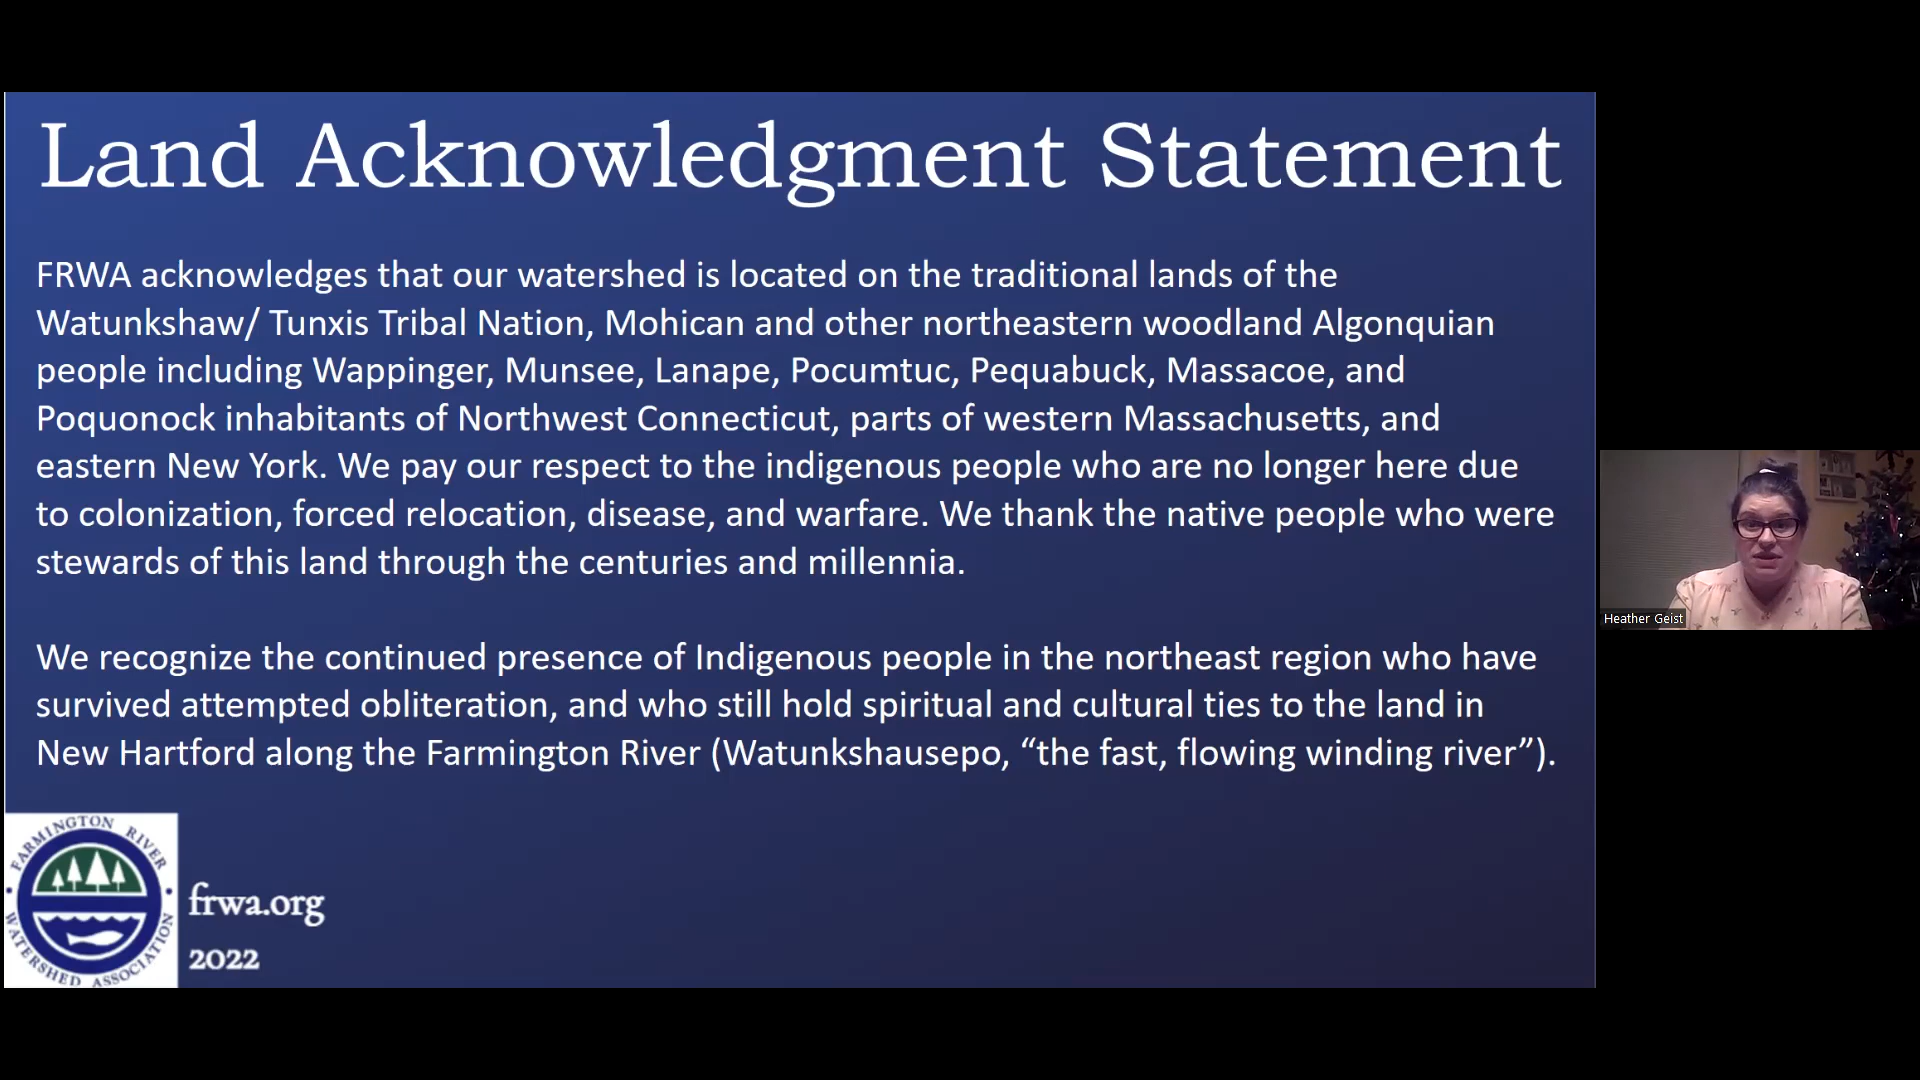 Land Acknowledgment Statement
FRWA acknowledges that our watershed is located on the traditional lands of the
Watunkshaw/ Tunxis Tribal Nation, Mohican and other northeastern woodland Algonquian
people including Wappinger, Munsee, Lanape, Pocumtuc, Pequabuck, Massacoe, and
Poquonock inhabitants of Northwest Connecticut, parts of western Massachusetts, and
eastern New York. We pay our respect to the indigenous people who are no longer here due
to colonization, forced relocation, disease, and warfare. We thank the native people who were
stewards of this land through the centuries and millennia.
We recognize the continued presence of Indigenous people in the northeast region who have
survived attempted obliteration, and who still hold spiritual and cultural ties to the land in
New Hartford along the Farmington River (Watunkshausepo, “the fast, flowing winding river”).
FARMINGTON RIVER
WATERSHED ASSOCIATION
frwa.org
2022
Heather Geist